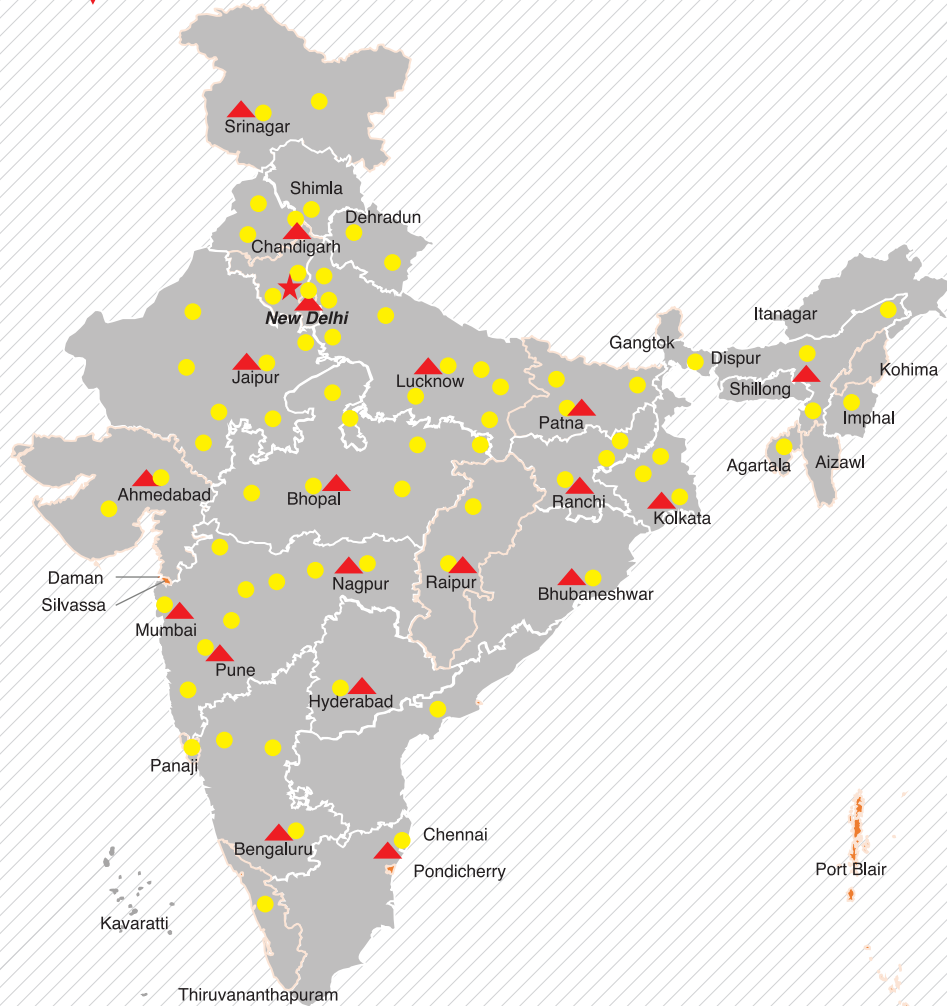 Srinagar
Shimla
Dehradun
Chandigarh
New Delhi
Itanagar
Gangtok
Dispur
Kohima
Jaipur
Lucknow
Shillong
Patna
Imphal
Agartala
Aizawl
Ahmedabad
Bhopal
Ranchi
Kolkata
Daman
Nagpur
Raipur
Bhubaneshwar
Silvassa
Mumbai
Pune
Hyderabad
Panaji
Chennai
Bengaluru
Pondicherry
Port Blair
Kavaratti
Thiruvananthapuram